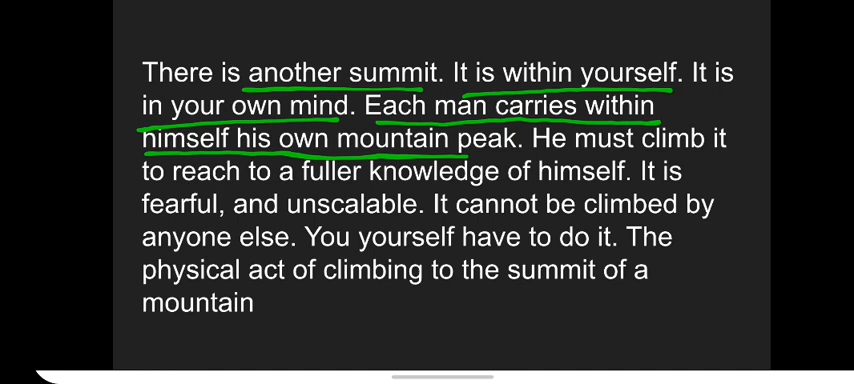 There is another summit. It is within yourself. It is
in your own mind. Each man carries within
himself his own mountain peak. He must climb it
to reach to a fuller knowledge of himself. It is
fearful, and unscalable. It cannot be climbed by
anyone else. You yourself have to do it. The
physical act of climbing to the summit of a
mountain